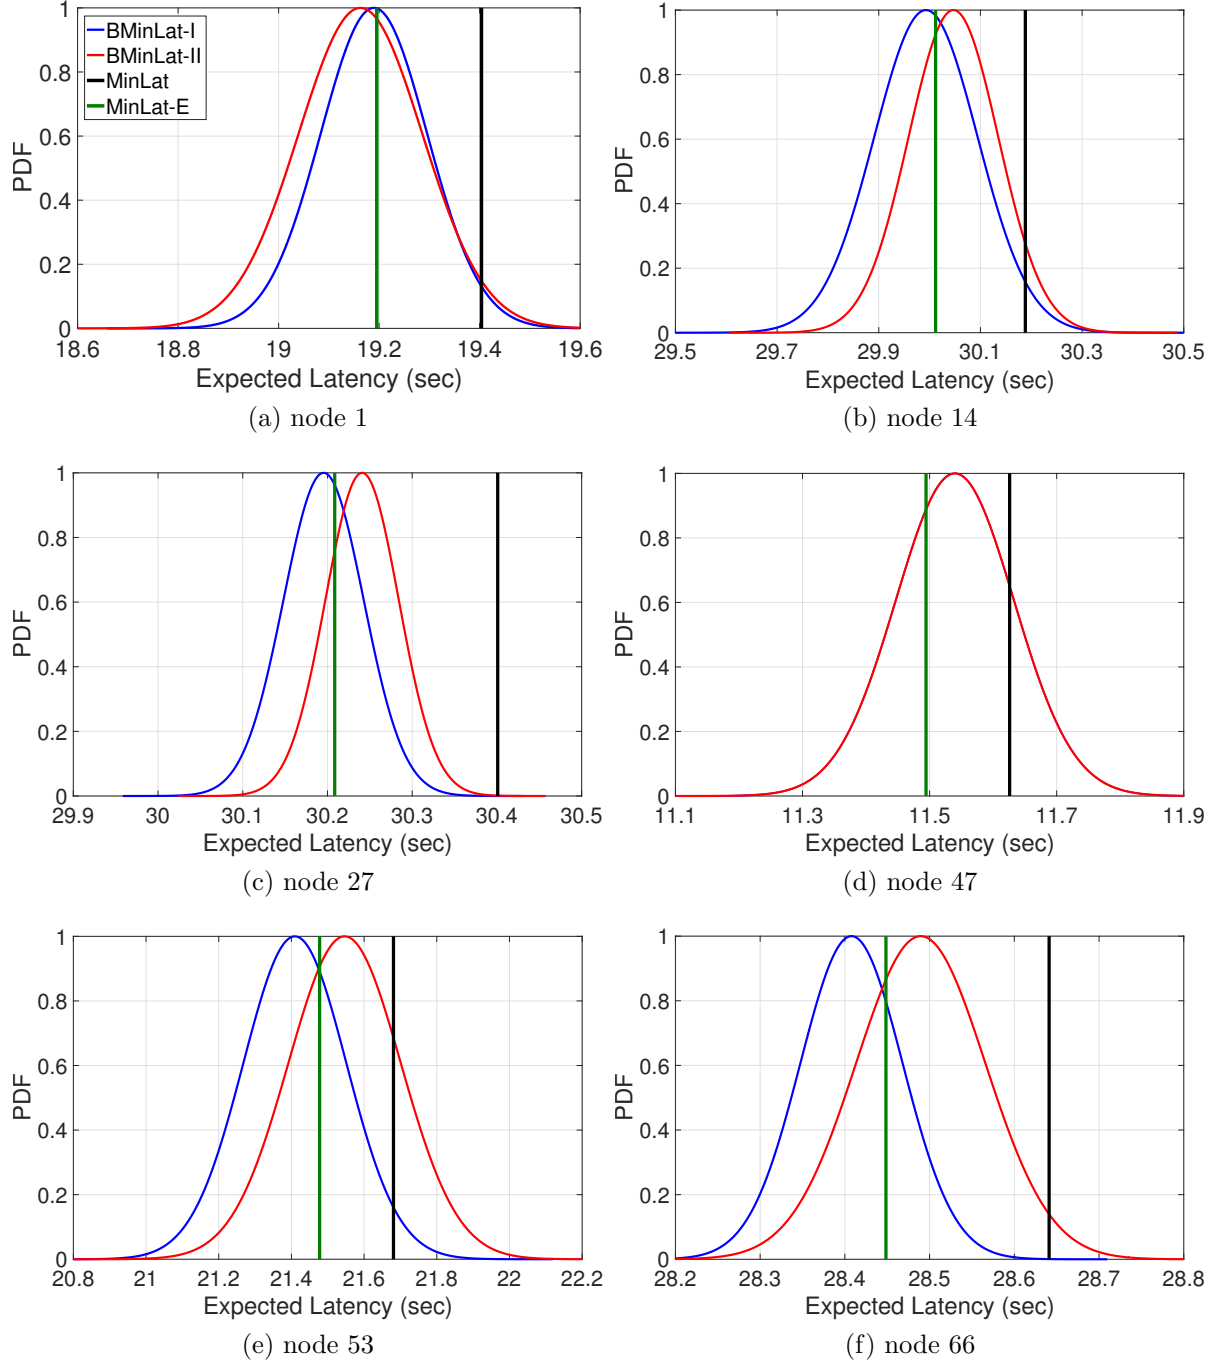 1
0.8
0.6
0.4
0.2
0
PDF
BMinLat-I
BMinLat-II
MinLat
MinLat-E
18.6 18.8 19 19.2 19.4 19.6
Expected Latency (sec)
(a) node 1
1
0.8
0.6
0.4
0.2
0
PDF
29.5 29.7 29.9 30.1 30.3 30.5
Expected Latency (sec)
(b) node 14
1
0.8
0.6
0.4
0.2
0
PDF
29.9 30 30.1 30.2 30.3 30.4 30.5
Expected Latency (sec)
(c) node 27
1
0.8
0.6
0.4
0.2
0
PDF
11.1 11.3 11.5 11.7 11.9
Expected Latency (sec)
(d) node 47
1
0.8
0.6
0.4
0.2
0
PDF
20.8 21 21.2 21.4 21.6 21.8 22 22.2
Expected Latency (sec)
(e) node 53
1
0.8
0.6
0.4
0.2
0
PDF
28.2 28.3 28.4 28.5 28.6 28.7 28.8
Expected Latency (sec)
(f) node 66